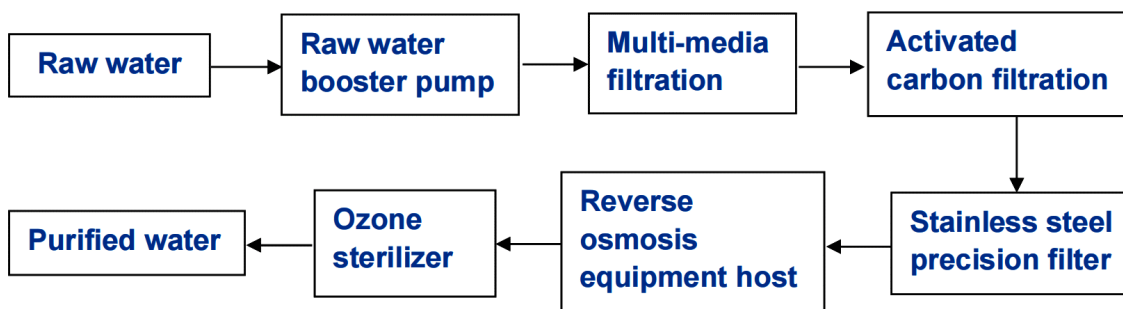 Raw water
Raw water
booster pump
Multi-media
filtration
Activated
carbon filtration
Stainless steel
precision filter
Reverse
osmosis
equipment host
Ozone
sterilizer
Purified water